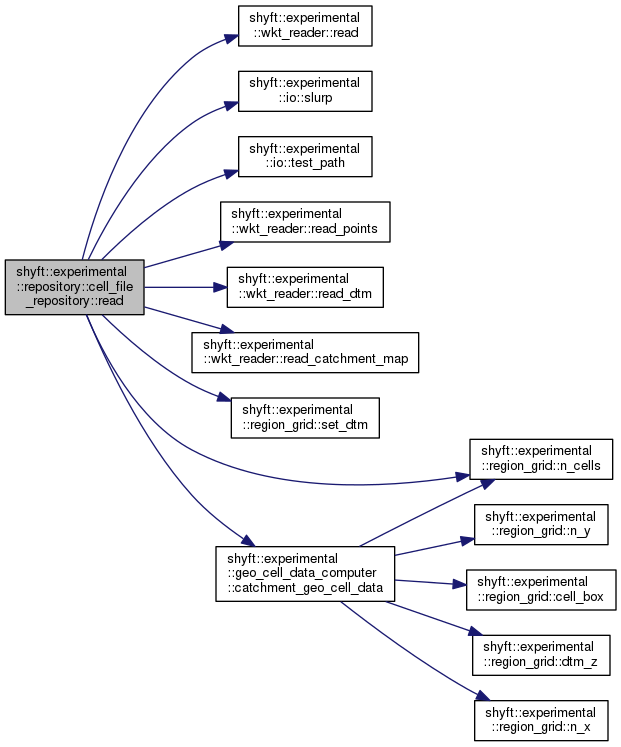 shyft::experimental
::wkt_reader::read
shyft::experimental
::io::slurp
shyft::experimental
::io::test_path
shyft::experimental
::wkt_reader::read_points
shyft::experimental
::repository::cell_file
_repository::read
shyft::experimental
::wkt_reader::read_dtm
shyft::experimental
::wkt_reader::read_catchment_map
shyft::experimental
::region_grid::set_dtm
shyft::experimental
::region_grid::n_cells
shyft::experimental
::region_grid::n_y
shyft::experimental
::geo_cell_data_computer
::catchment_geo_cell_data
shyft::experimental
::region_grid::cell_box
shyft::experimental
::region_grid::dtm_z
shyft::experimental
::region_grid::n_x